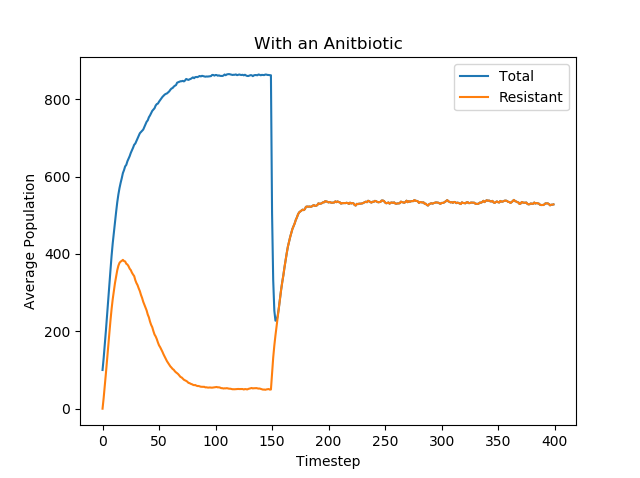 With an Anitbiotic
Total
Resistant
800
600
400
200
0
Average Population
0 50 100 150 200 250 300 350 400
Timestep